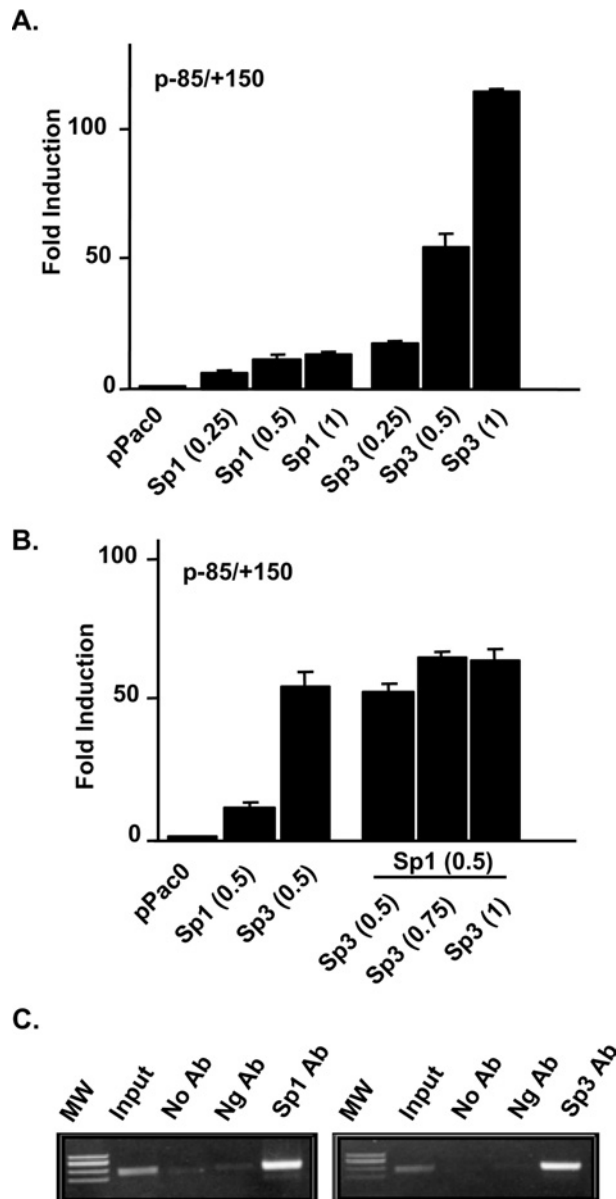 A.
p-85/+150
Fold Induction
100
50
0
pPac0
Sp1 (0.25)
Sp1 (0.5)
Sp1 (1)
Sp3 (0.25)
Sp3 (0.5)
Sp3 (1)
B.
p-85/+150
Fold Induction
100
50
0
pPac0
Sp1 (0.5)
Sp3 (0.5)
Sp1 (0.5)
Sp3 (0.5)
Sp3 (0.75)
Sp3 (1)
C.
MW
Input
No Ab
Ng Ab
Sp1 Ab
MW
Input
No Ab
Ng Ab
Sp3 Ab